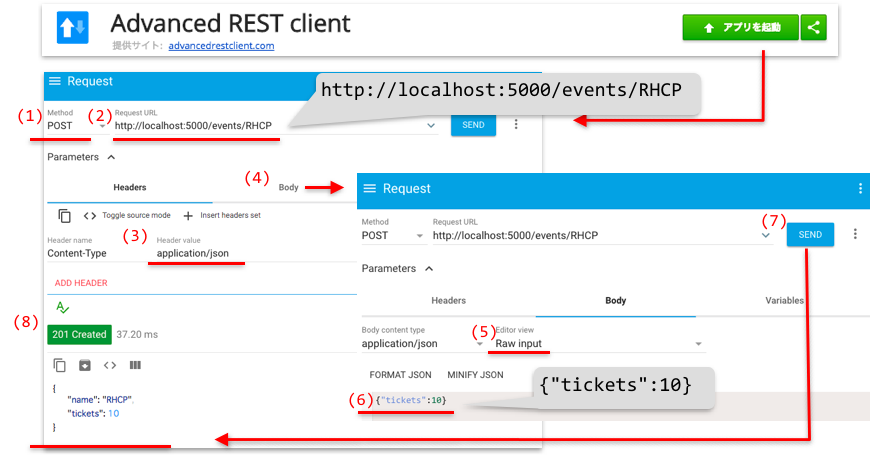 Advanced REST client
提供サイト: advancedrestclient.com
アプリを起動
Request
http://localhost:5000/events/RHCP
(1) Method
POST
(2) Request URL
http://localhost:5000/events/RHCP
SEND
Parameters
Headers
(4) Body
Toggle source mode
Insert headers set
Header name
Content-Type
(3) Header value
application/json
ADD HEADER
(8)
201 Created 37.20 ms
{
"name": "RHCP",
"tickets": 10
}
Request
Method
POST
Request URL
http://localhost:5000/events/RHCP
(7) SEND
Parameters
Headers
Body
Variables
Body content type
application/json
(5) Editor view
Raw input
FORMAT JSON MINIFY JSON
{"tickets":10}
(6) {"tickets":10}